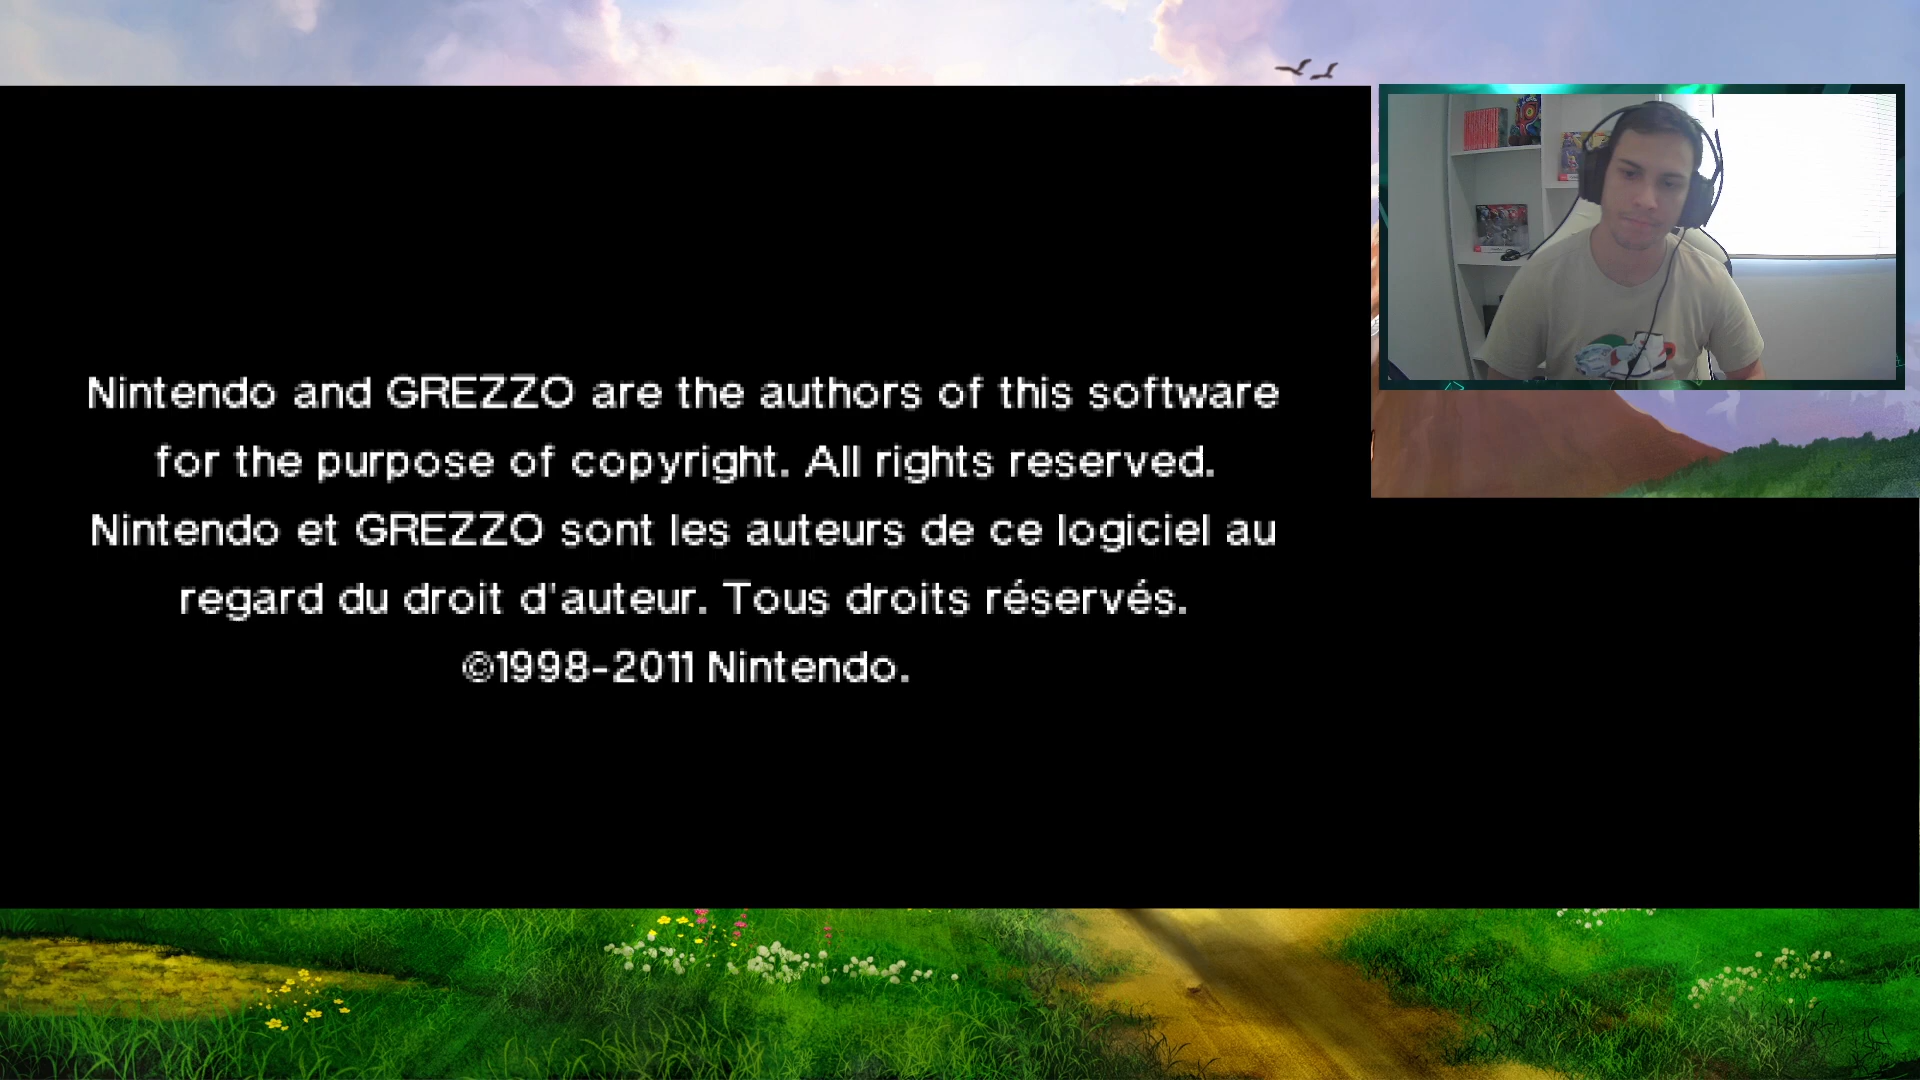 Nintendo and GREZZO are the authors of this software
for the purpose of copyright. All rights reserved.
Nintendo et GREZZO sont les auteurs de ce logiciel au
regard du droit d'auteur. Tous droits réservés.
©1998-2011 Nintendo.